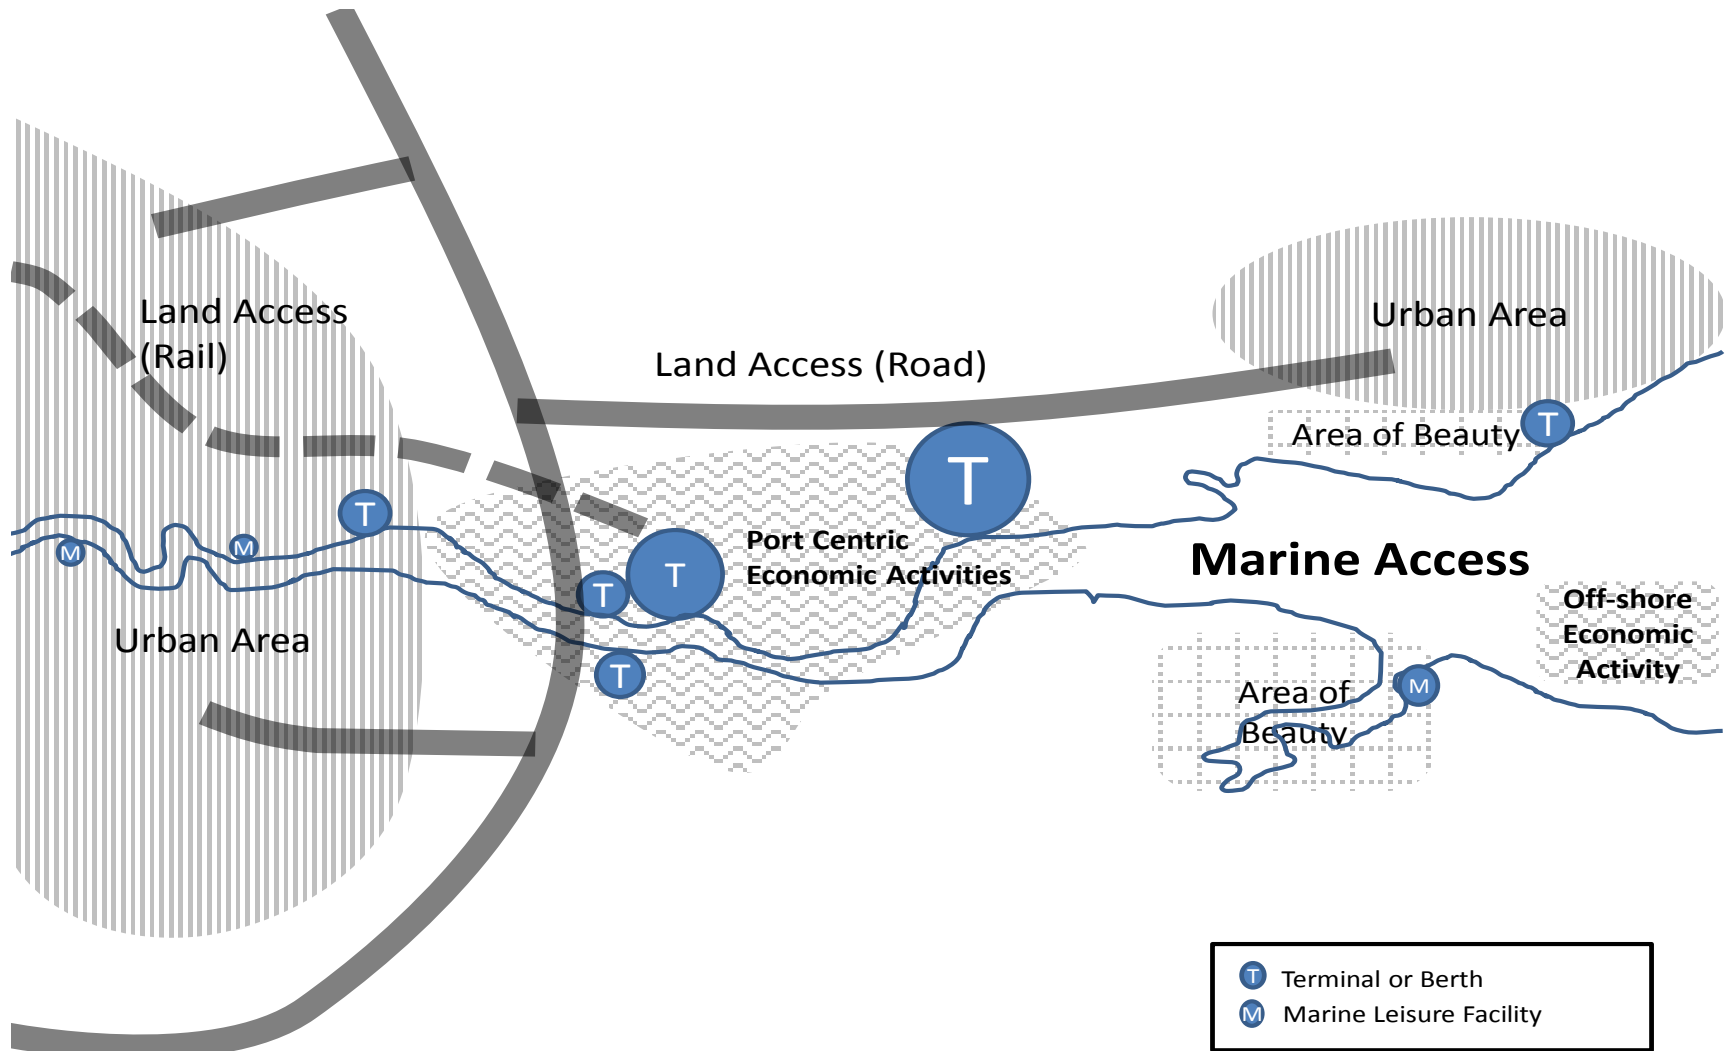 Land Access
(Rail)
Land Access (Road)
Urban Area
Area of Beauty
T
T
T
Port Centric
Economic Activities
T
M
M
T
T
Marine Access
Off-shore
Economic
Activity
Urban Area
Area of
Beauty
M
T Terminal or Berth
M Marine Leisure Facility